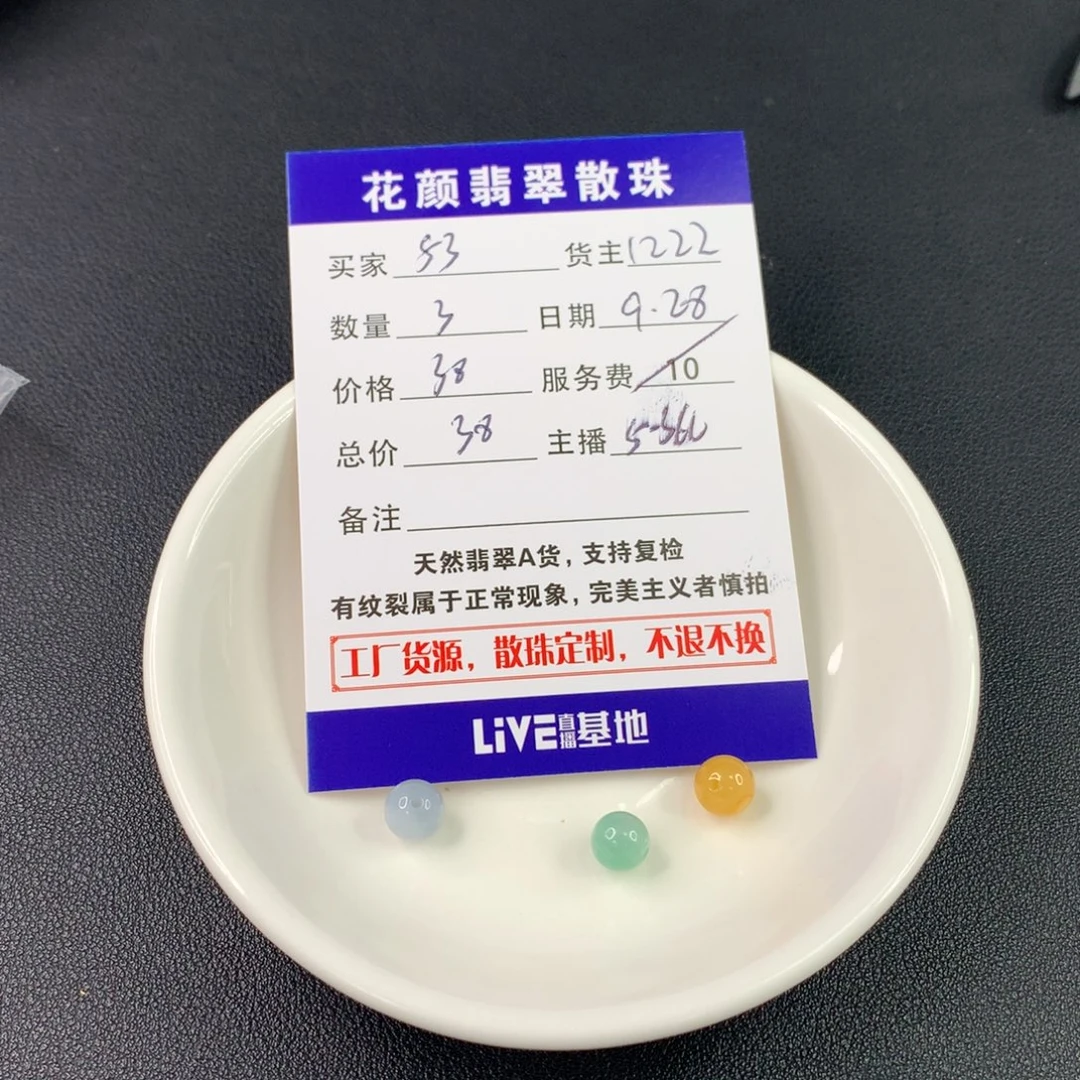 花颜翡翠散珠
买家 53 货主 1222
数量 3 日期 9.28
价格 38 服务费 10
总价 38 主播
备注
天然翡翠A货，支持复检
有纹裂属于正常现象，完美主义者慎拍
工厂货源，散珠定制，不退不换
LiVE直播基地